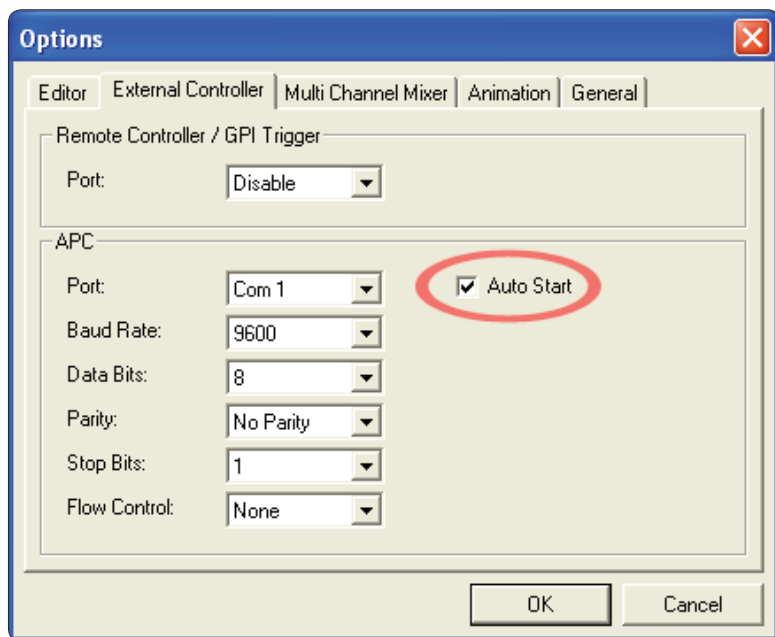 Options
Editor External Controller Multi Channel Mixer Animation General
Remote Controller / GPI Trigger
Port: Disable
APC
Port: Com 1 Auto Start
Baud Rate: 9600
Data Bits: 8
Parity: No Parity
Stop Bits: 1
Flow Control: None
OK Cancel